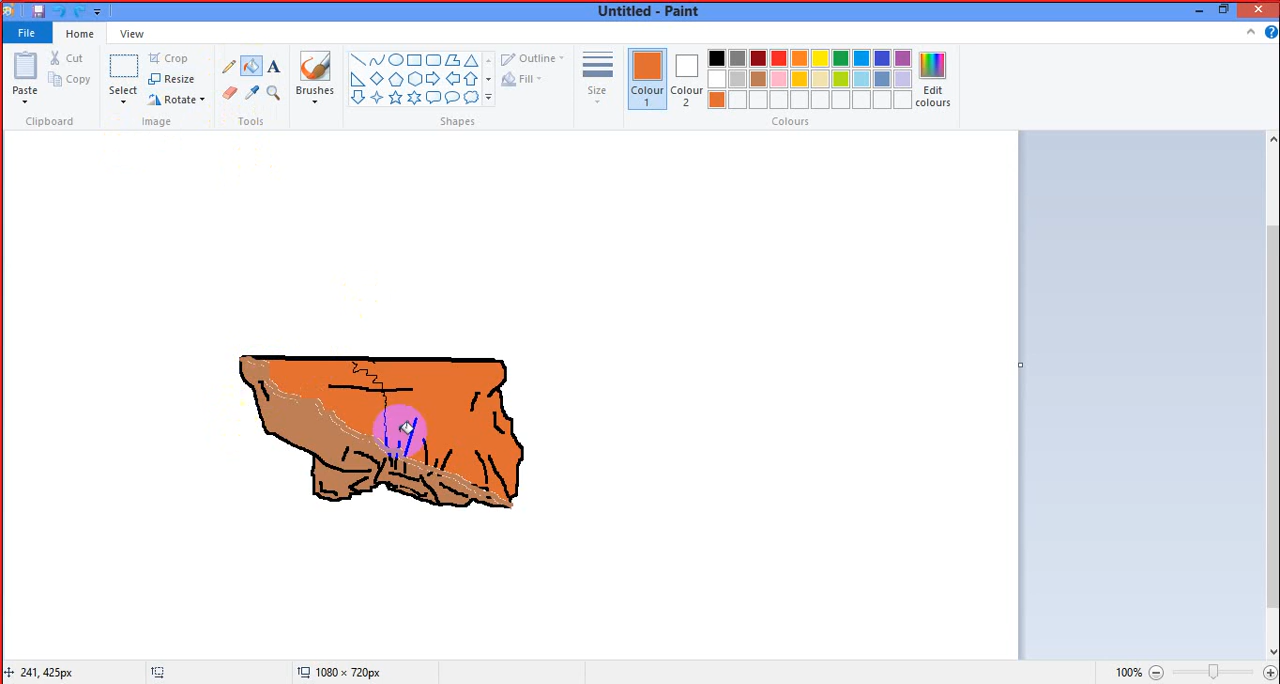 Untitled - Paint
File Home View
Paste
Cut
Copy
Clipboard
Select
Crop
Resize
Rotate
Image
A
Tools
Brushes
Outline
Fill
Shapes
Size
Colour 1
Colour 2
Edit colours
Colours
241, 425px
1080 × 720px
100%